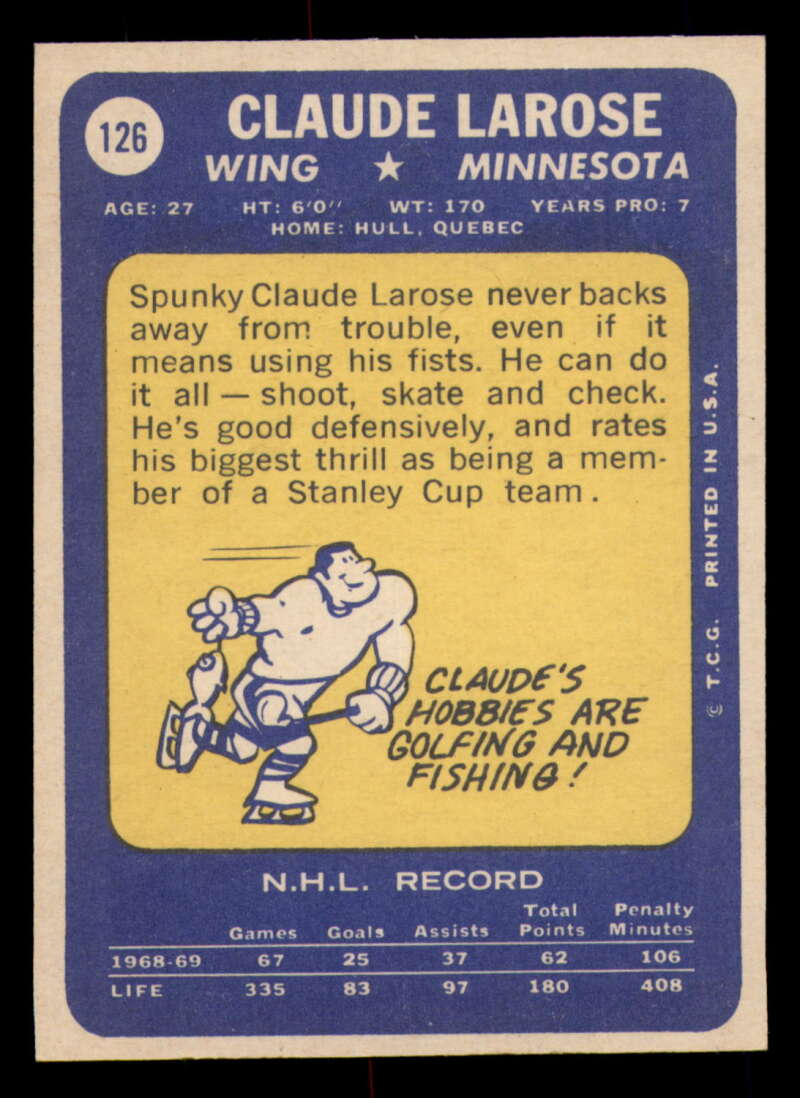 126
CLAUDE LAROSE
WING ★ MINNESOTA
AGE: 27 HT: 6'0" WT: 170 YEARS PRO: 7
HOME: HULL, QUEBEC
Spunky Claude Larose never backs
away from trouble, even if it
means using his fists. He can do
it all — shoot, skate and check.
He's good defensively, and rates
his biggest thrill as being a mem-
ber of a Stanley Cup team.
CLAUDE'S
HOBBIES ARE
GOLFING AND
FISHING!
© T.C.G. PRINTED IN U.S.A.
N.H.L. RECORD
Total Penalty
Games Goals Assists Points Minutes
1968-69 67 25 37 62 106
LIFE 335 83 97 180 408